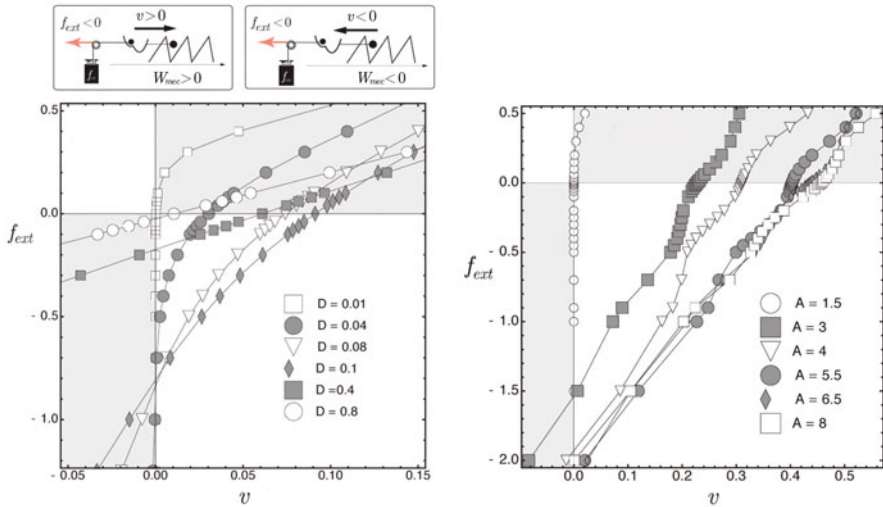 f_ext<0 v>0
W_mec>0
f_ext<0 v<0
W_mec<0
0.5
0.0
f_ext
- 0.5
- 1.0
-0.05 0.00 0.05 0.10 0.15
v
D = 0.01
D = 0.04
D = 0.08
D = 0.1
D =0.4
D = 0.8
0.5
0.0
- 0.5
f_ext
- 1.0
- 1.5
- 2.0
0.0 0.1 0.2 0.3 0.4 0.5
v
A = 1.5
A = 3
A = 4
A = 5.5
A = 6.5
A = 8